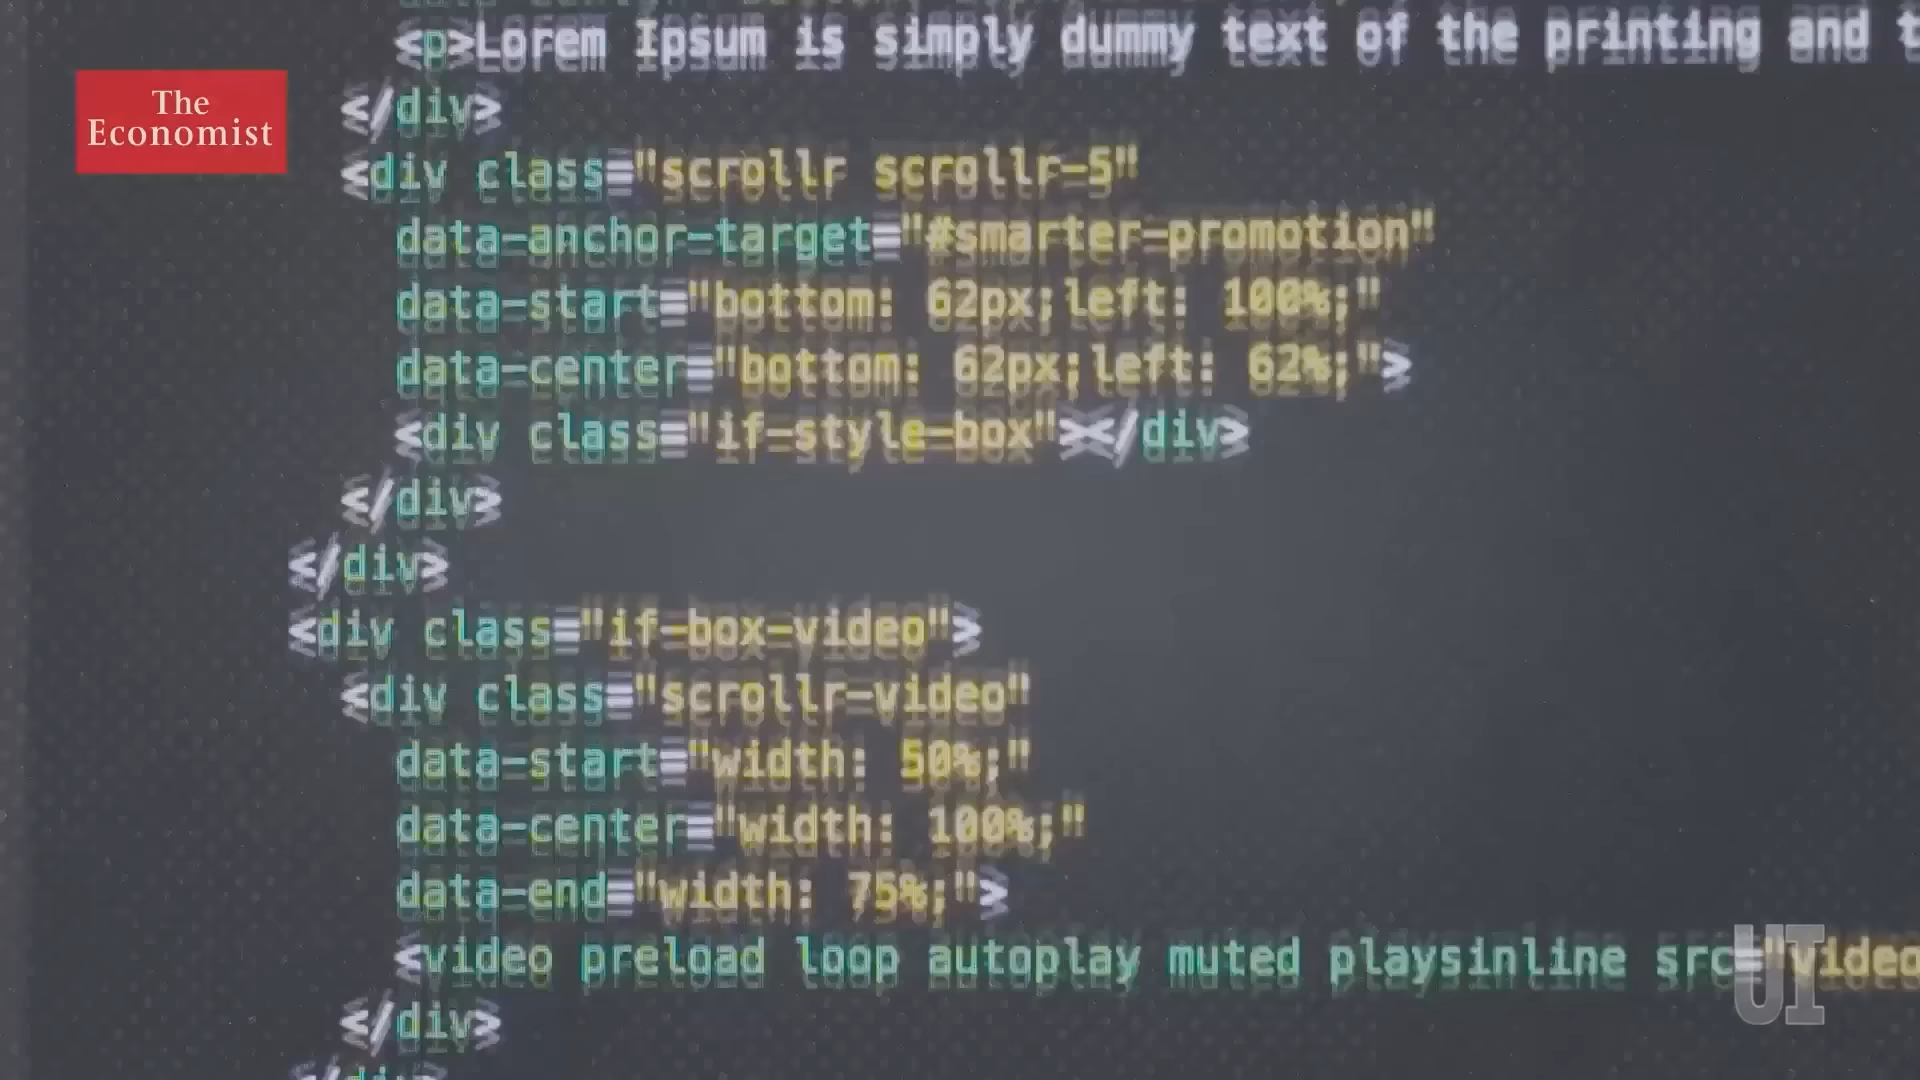 <p>Lorem Ipsum is simply dummy text of the printing and t
The
Economist
</div>
<div class="scrollr scrollr-5"
data-anchor-target="#smarter-promotion"
data-start="bottom: 62px;left: 100%;"
data-center="bottom: 62px;left: 62%;">
<div class="if-style-box"></div>
</div>
</div>
<div class="if-box-video">
<div class="scrollr-video"
data-start="width: 50%;"
data-center="width: 100%;"
data-end="width: 75%;">
<video preload loop autoplay muted playsinline src="video
UI
</div>